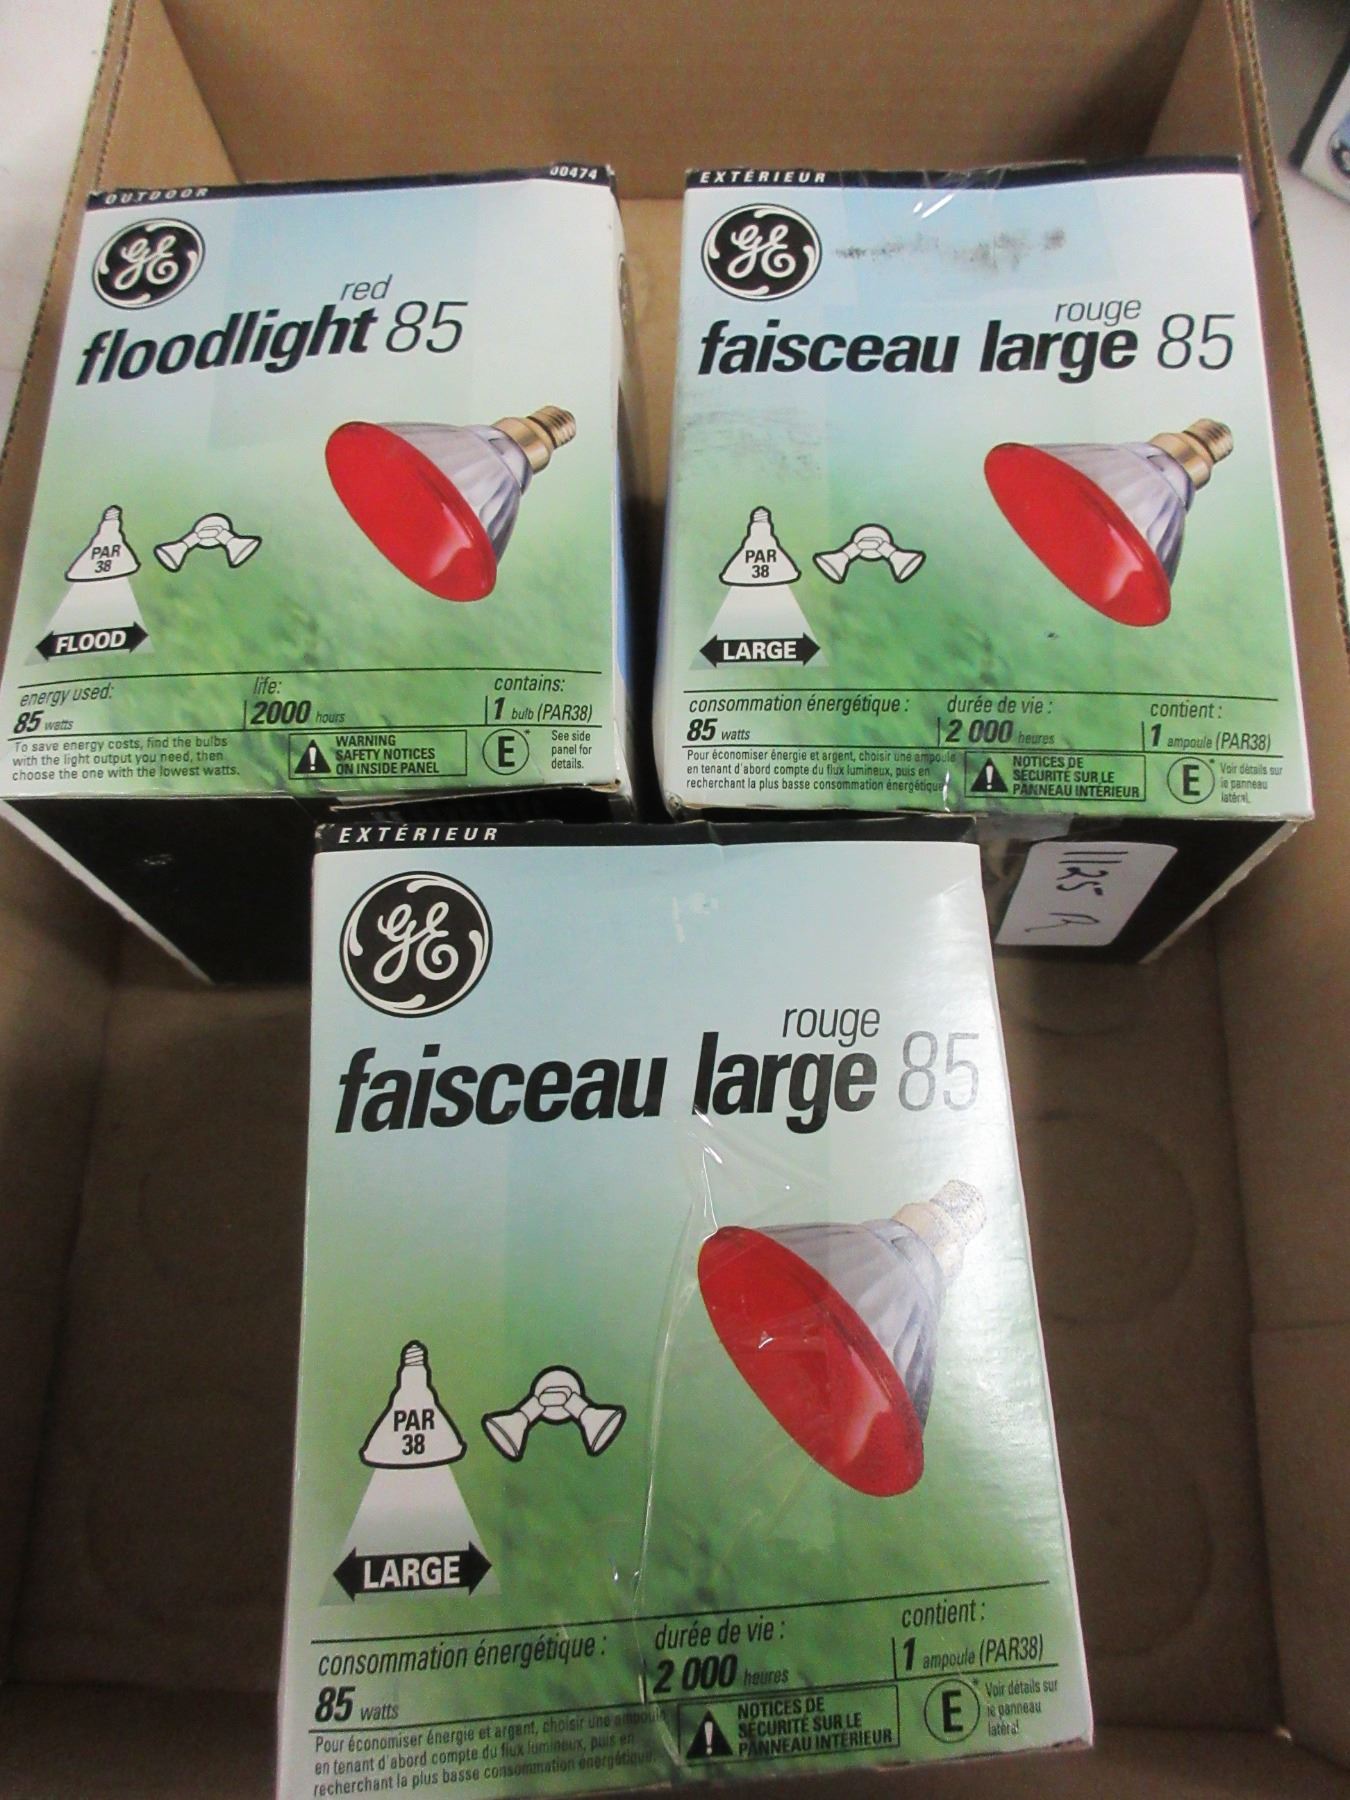 OUTDOOR
00474
GE
red
floodlight 85
PAR
38
FLOOD
energy used:
85 watts
life:
2000 hours
contains:
1 bulb (PAR38)
To save energy costs, find the bulbs
with the light output you need, then
choose the one with the lowest watts.
WARNING
SAFETY NOTICES
ON INSIDE PANEL
E*
See side
panel for
details.
EXTÉRIEUR
GE
rouge
faisceau large 85
PAR
38
LARGE
consommation énergétique :
85 watts
durée de vie :
2 000 heures
contient :
1 ampoule (PAR38)
Pour économiser énergie et argent, choisir une ampoule
en tenant d'abord compte du flux lumineux, puis en
recherchant la plus basse consommation énergétique
NOTICES DE
SÉCURITÉ SUR LE
PANNEAU INTÉRIEUR
E*
Voir détails sur
le panneau
latéral.
1125 A
EXTÉRIEUR
GE
rouge
faisceau large 85
PAR
38
LARGE
consommation énergétique :
85 watts
durée de vie :
2 000 heures
contient :
1 ampoule (PAR38)
Pour économiser énergie et argent, choisir une ampoule
en tenant d'abord compte du flux lumineux, puis en
recherchant la plus basse consommation énergétique.
NOTICES DE
SÉCURITÉ SUR LE
PANNEAU INTÉRIEUR
E*
Voir détails sur
le panneau
latéral